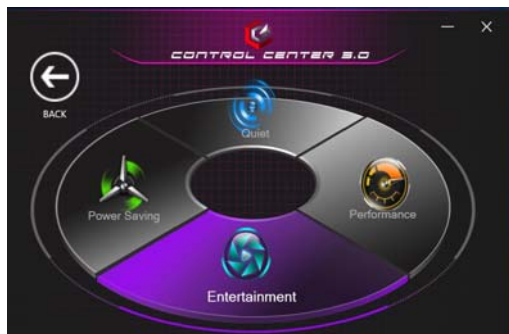 CONTROL CENTER 3.0
BACK
Quiet
Power Saving
Performance
Entertainment